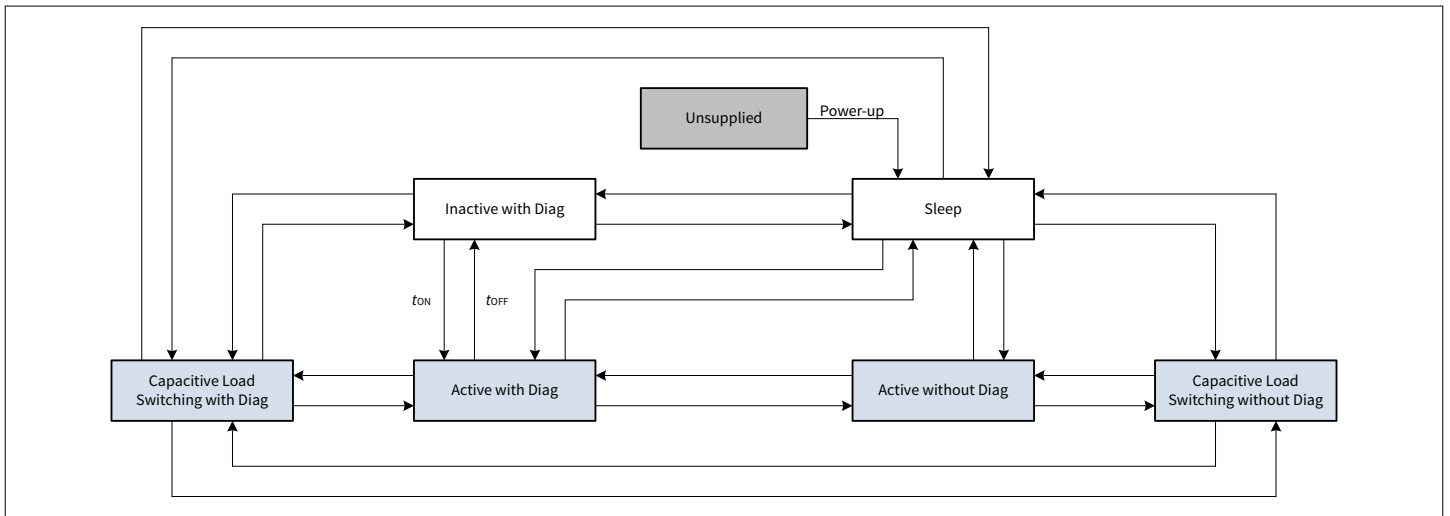 Unsupplied
Power-up
Inactive with Diag
Sleep
tON
tOFF
Capacitive Load
Switching with Diag
Active with Diag
Active without Diag
Capacitive Load
Switching without Diag